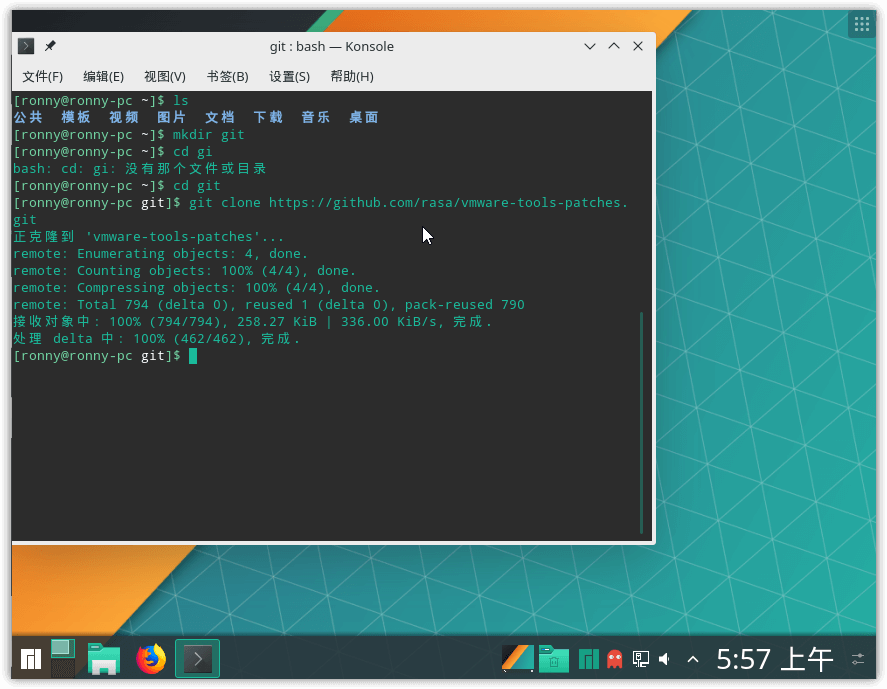 git : bash — Konsole
文件(F) 编辑(E) 视图(V) 书签(B) 设置(S) 帮助(H)
[ronny@ronny-pc ~]$ ls
公共 模板 视频 图片 文档 下载 音乐 桌面
[ronny@ronny-pc ~]$ mkdir git
[ronny@ronny-pc ~]$ cd gi
bash: cd: gi: 没有那个文件或目录
[ronny@ronny-pc ~]$ cd git
[ronny@ronny-pc git]$ git clone https://github.com/rasa/vmware-tools-patches.
git
正克隆到 'vmware-tools-patches'...
remote: Enumerating objects: 4, done.
remote: Counting objects: 100% (4/4), done.
remote: Compressing objects: 100% (4/4), done.
remote: Total 794 (delta 0), reused 1 (delta 0), pack-reused 790
接收对象中: 100% (794/794), 258.27 KiB | 336.00 KiB/s, 完成.
处理 delta 中: 100% (462/462), 完成.
[ronny@ronny-pc git]$
5:57 上午